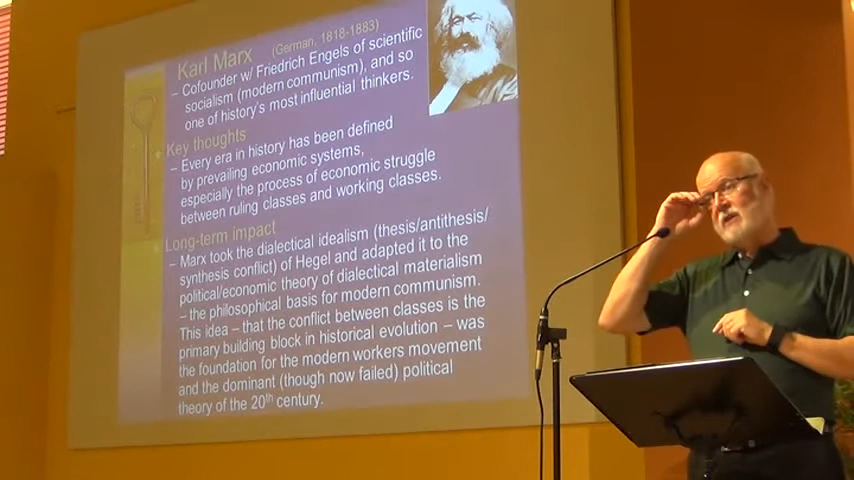 Karl Marx (German, 1818-1883)
– Cofounder w/ Friedrich Engels of scientific
socialism (modern communism), and so
one of history's most influential thinkers.
Key thoughts
– Every era in history has been defined
by prevailing economic systems,
especially the process of economic struggle
between ruling classes and working classes.
Long-term impact
– Marx took the dialectical idealism (thesis/antithesis/
synthesis conflict) of Hegel and adapted it to the
political/economic theory of dialectical materialism
– the philosophical basis for modern communism.
This idea – that the conflict between classes is the
primary building block in historical evolution – was
the foundation for the modern workers movement
and the dominant (though now failed) political
theory of the 20th century.